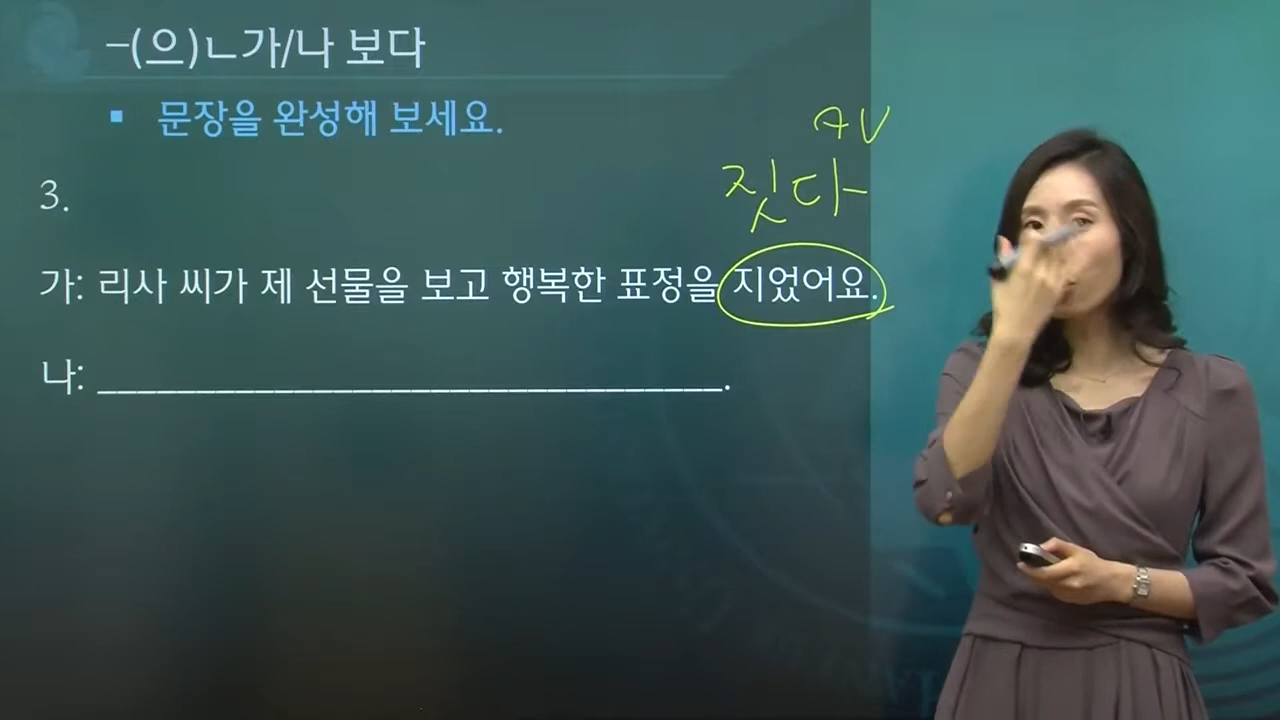 –(으)ㄴ가/나 보다
▪ 문장을 완성해 보세요.
AV
짓다
3.
가: 리사 씨가 제 선물을 보고 행복한 표정을 지었어요.
나: ________________________________.